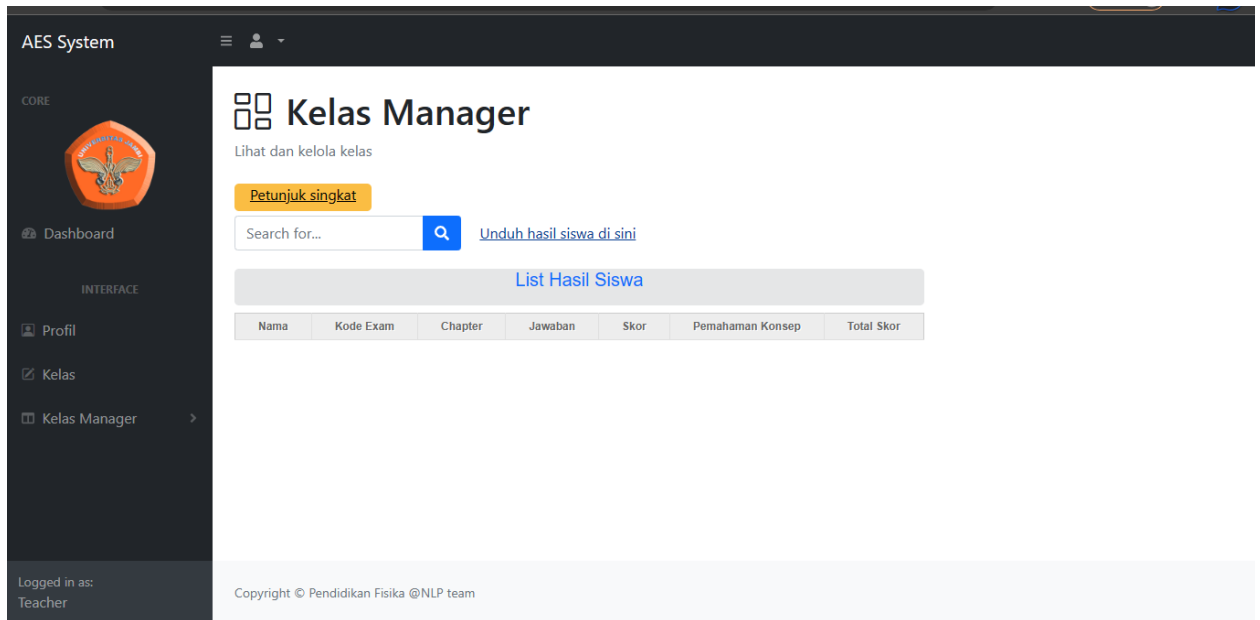 AES System
CORE
UNIVERSITAS JAMBI
Dashboard
INTERFACE
Profil
Kelas
Kelas Manager
Logged in as:
Teacher
Kelas Manager
Lihat dan kelola kelas
Petunjuk singkat
Search for...
Unduh hasil siswa di sini
List Hasil Siswa
Nama Kode Exam Chapter Jawaban Skor Pemahaman Konsep Total Skor
Copyright © Pendidikan Fisika @NLP team